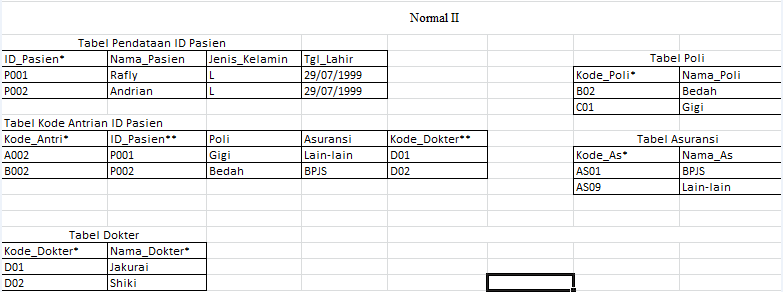 Normal II
Tabel Pendataan ID Pasien
ID_Pasien* Nama_Pasien Jenis_Kelamin Tgl_Lahir
P001 Rafly L 29/07/1999
P002 Andrian L 29/07/1999
Tabel Poli
Kode_Poli* Nama_Poli
B02 Bedah
C01 Gigi
Tabel Kode Antrian ID Pasien
Kode_Antri* ID_Pasien** Poli Asuransi Kode_Dokter**
A002 P001 Gigi Lain-lain D01
B002 P002 Bedah BPJS D02
Tabel Asuransi
Kode_As* Nama_As
AS01 BPJS
AS09 Lain-lain
Tabel Dokter
Kode_Dokter* Nama_Dokter*
D01 Jakurai
D02 Shiki